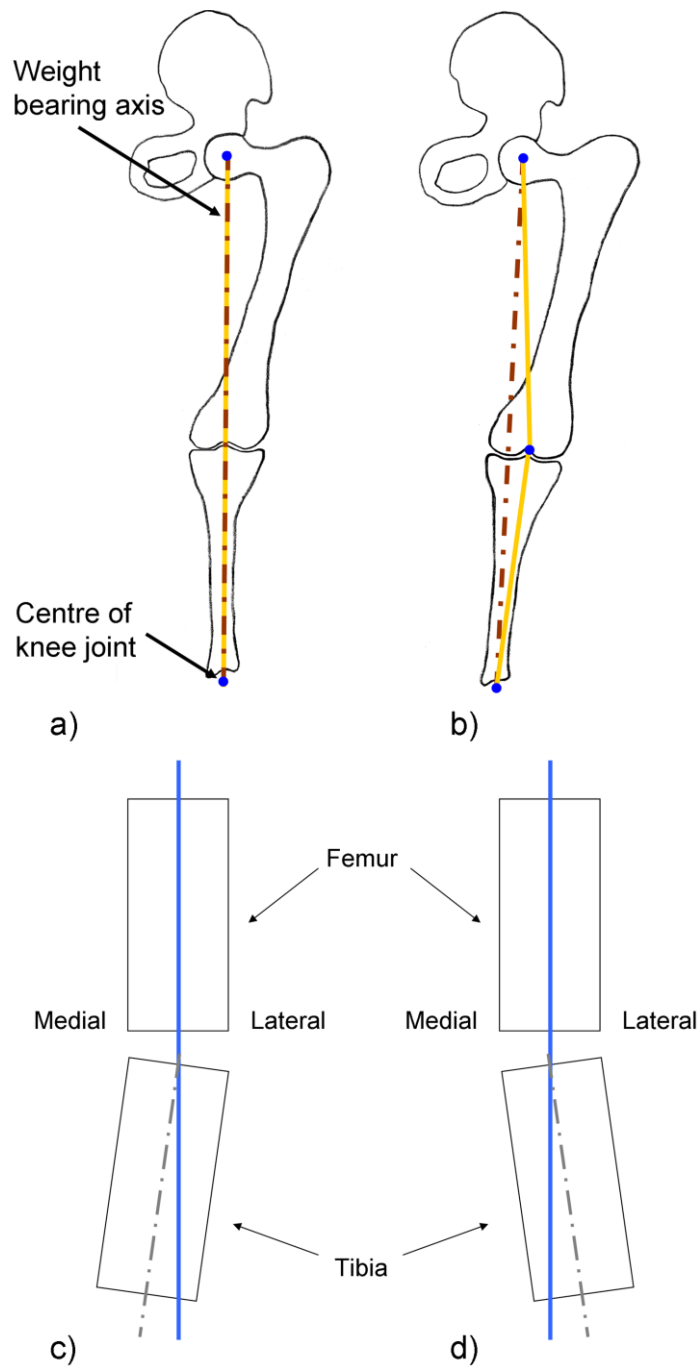 Weight
bearing axis
Centre of
knee joint
a)
b)
Femur
Medial
Lateral
Medial
Lateral
Tibia
c)
d)